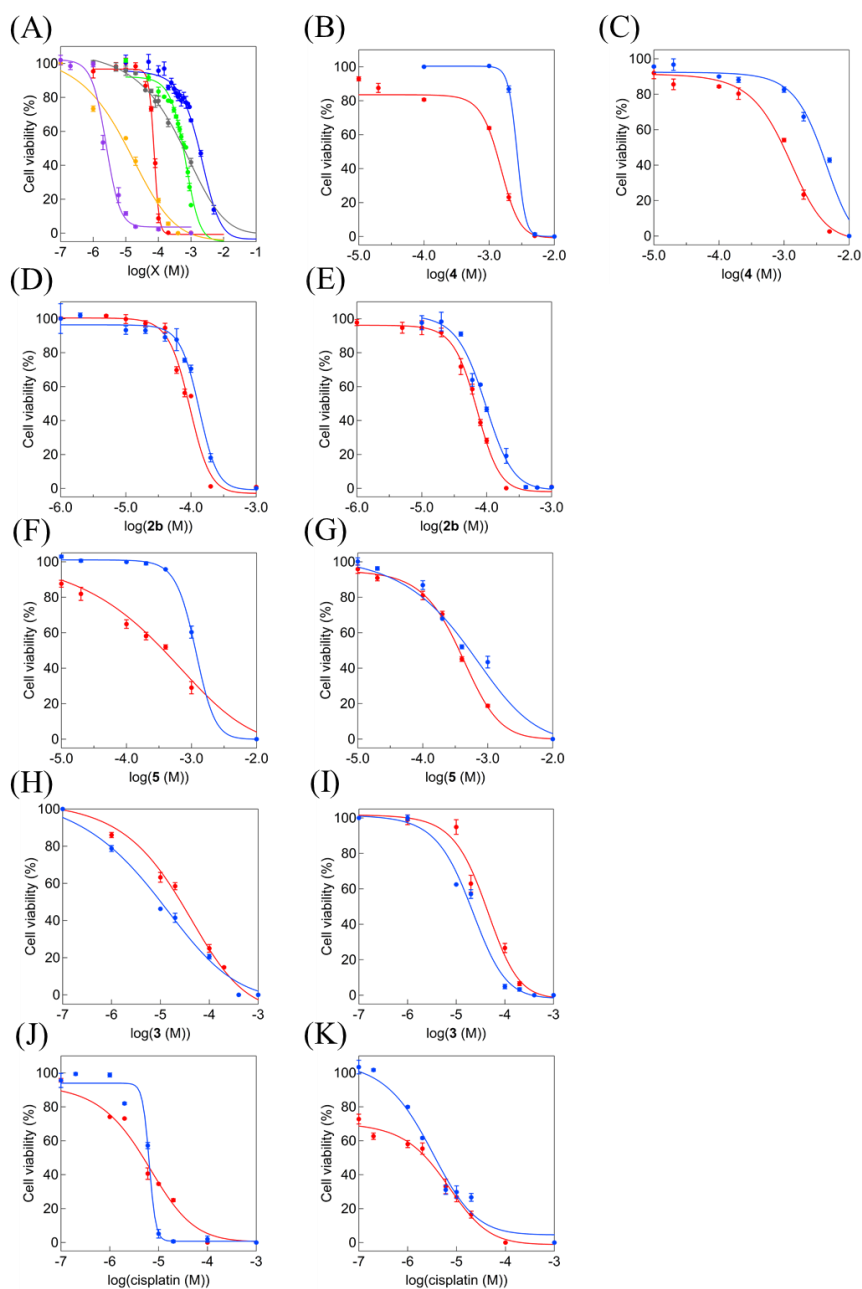 (A)
(B)
(C)
Cell viability (%)
100
80
60
40
20
0
-7 -6 -5 -4 -3 -2 -1
log(X (M))
Cell viability (%)
100
80
60
40
20
0
-5.0 -4.0 -3.0 -2.0
log(4 (M))
Cell viability (%)
100
80
60
40
20
0
-5.0 -4.0 -3.0 -2.0
log(4 (M))
(D)
(E)
Cell viability (%)
100
80
60
40
20
0
-6.0 -5.0 -4.0 -3.0
log(2b (M))
Cell viability (%)
100
80
60
40
20
0
-6.0 -5.0 -4.0 -3.0
log(2b (M))
(F)
(G)
Cell viability (%)
100
80
60
40
20
0
-5.0 -4.0 -3.0 -2.0
log(5 (M))
Cell viability (%)
100
80
60
40
20
0
-5.0 -4.0 -3.0 -2.0
log(5 (M))
(H)
(I)
Cell viability (%)
100
80
60
40
20
0
-7 -6 -5 -4 -3
log(3 (M))
Cell viability (%)
100
80
60
40
20
0
-7 -6 -5 -4 -3
log(3 (M))
(J)
(K)
Cell viability (%)
100
80
60
40
20
0
-7 -6 -5 -4 -3
log(cisplatin (M))
Cell viability (%)
100
80
60
40
20
0
-7 -6 -5 -4 -3
log(cisplatin (M))